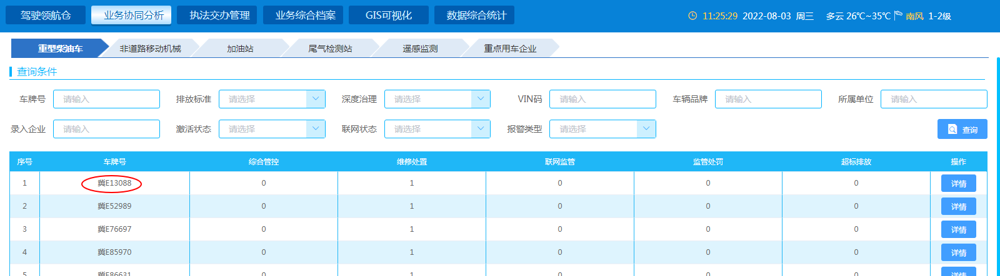 驾驶领航仓 业务协同分析 执法交办管理 业务综合档案 GIS可视化 数据综合统计 11:25:29 2022-08-03 周三 多云 26℃~35℃ 南风 1-2级
重型柴油车 非道路移动机械 加油站 尾气检测站 遥感监测 重点用车企业
查询条件
车牌号 请输入 排放标准 请选择 深度治理 请选择 VIN码 请输入 车辆品牌 请输入 所属单位 请输入
录入企业 请输入 激活状态 请选择 联网状态 请选择 报警类型 请选择 查询
序号 车牌号 综合管控 维修处置 联网监管 监管处罚 超标排放 操作
1 冀E13088 0 1 0 0 0 详情
2 冀E52989 0 1 0 0 0 详情
3 冀E76697 0 1 0 0 0 详情
4 冀E85970 0 1 0 0 0 详情
5 冀E86631 0 1 0 0 0 详情